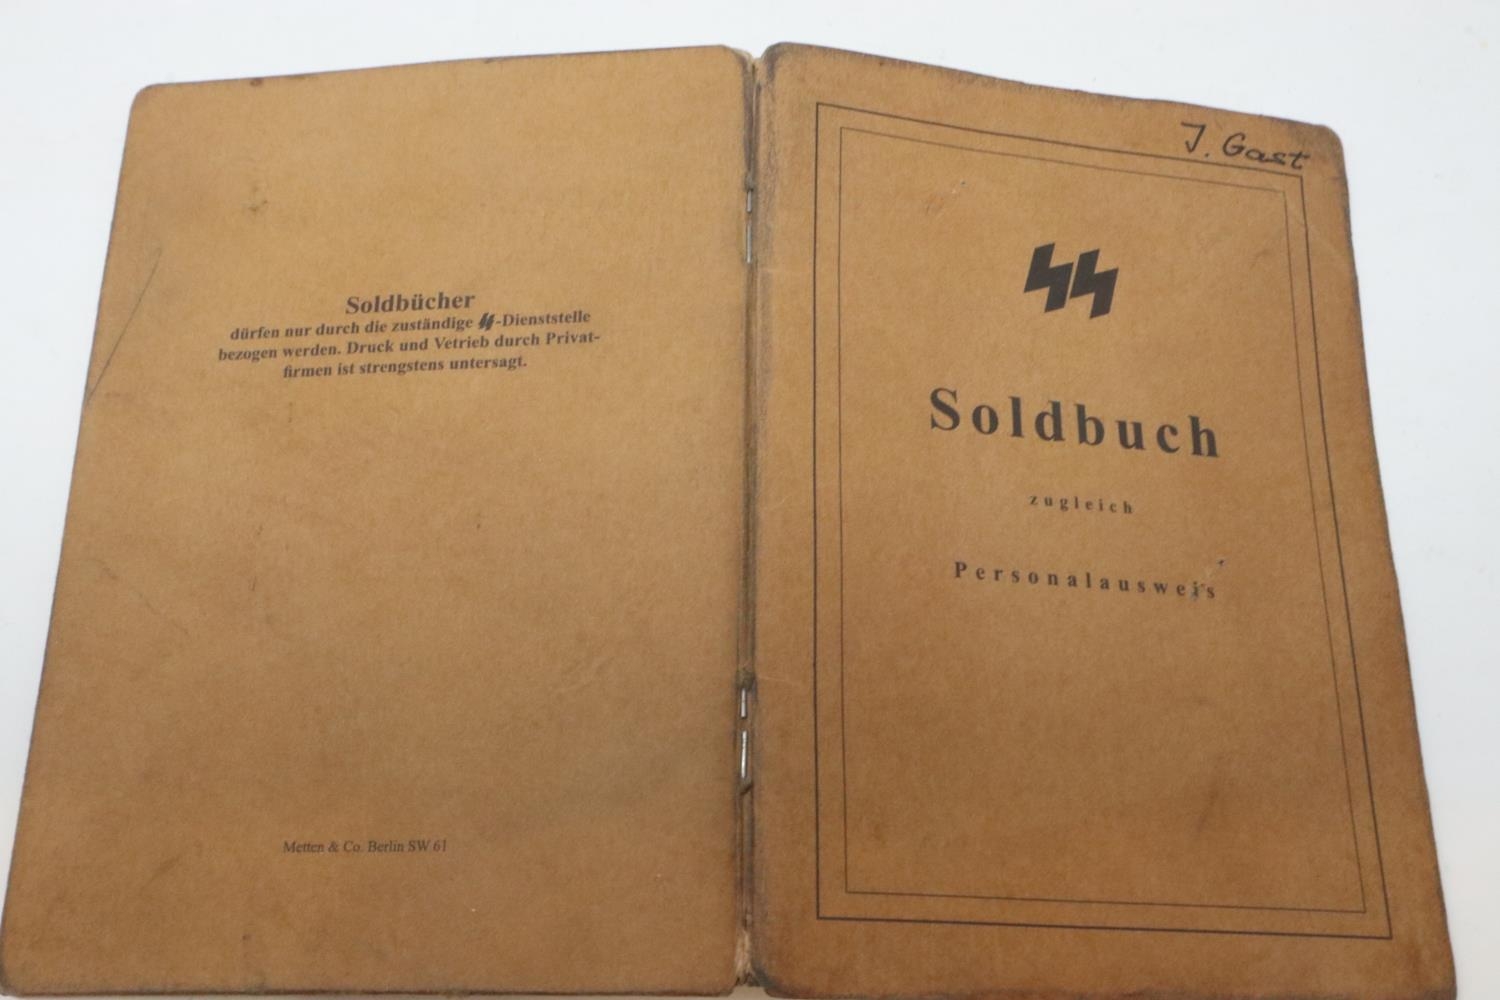 Soldbücher
dürfen nur durch die zuständige ᛋᛋ-Dienststelle
bezogen werden. Druck und Vetrieb durch Privat-
firmen ist strengstens untersagt.
Metten & Co. Berlin SW 61
J. Gast
ᛋᛋ
Soldbuch
zugleich
Personalausweis